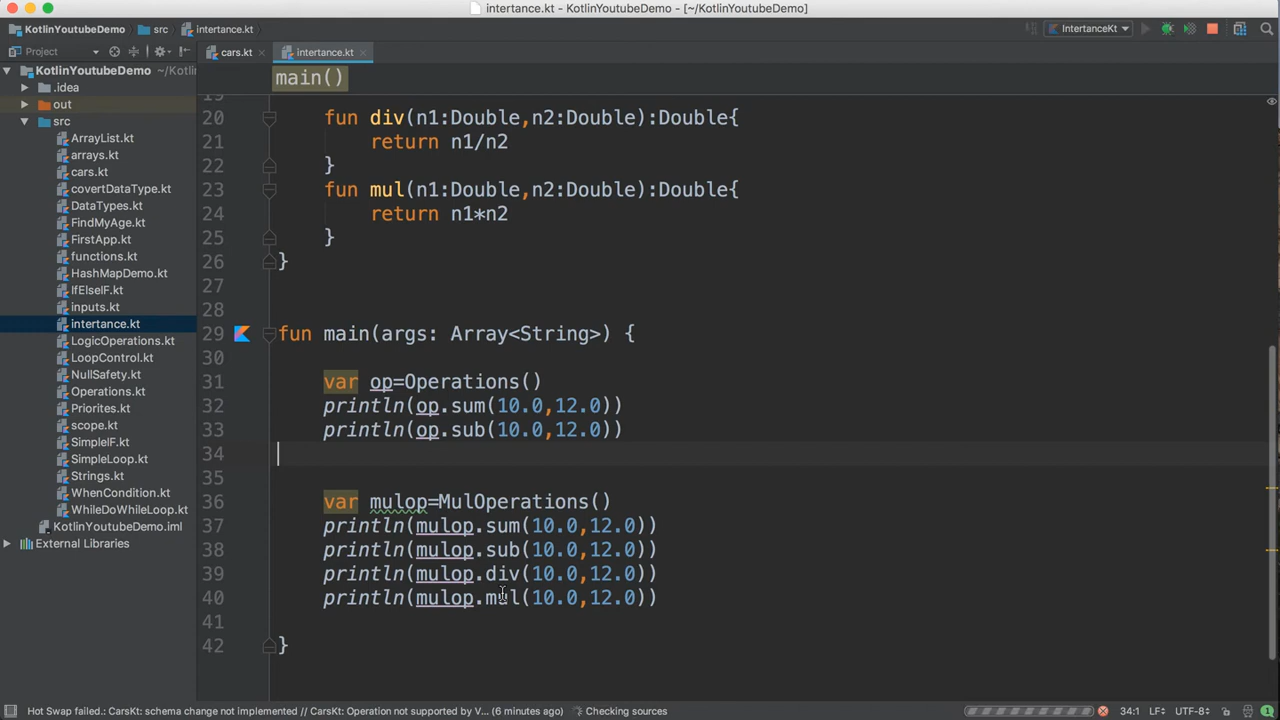 intertance.kt - KotlinYoutubeDemo - [~/KotlinYoutubeDemo]
KotlinYoutubeDemo src intertance.kt IntertanceKt
Project cars.kt intertance.kt
main()
KotlinYoutubeDemo ~/Kotlin
.idea
out
src
ArrayList.kt
arrays.kt
cars.kt
covertDataType.kt
DataTypes.kt
FindMyAge.kt
FirstApp.kt
functions.kt
HashMapDemo.kt
IfElseIF.kt
inputs.kt
intertance.kt
LogicOperations.kt
LoopControl.kt
NullSafety.kt
Operations.kt
Priorites.kt
scope.kt
SimpleIF.kt
SimpleLoop.kt
Strings.kt
WhenCondition.kt
WhileDoWhileLoop.kt
KotlinYoutubeDemo.iml
External Libraries
19
20 fun div(n1:Double,n2:Double):Double{
21 return n1/n2
22 }
23 fun mul(n1:Double,n2:Double):Double{
24 return n1*n2
25 }
26 }
27
28
29 fun main(args: Array<String>) {
30
31 var op=Operations()
32 println(op.sum(10.0,12.0))
33 println(op.sub(10.0,12.0))
34
35
36 var mulop=MulOperations()
37 println(mulop.sum(10.0,12.0))
38 println(mulop.sub(10.0,12.0))
39 println(mulop.div(10.0,12.0))
40 println(mulop.mul(10.0,12.0))
41
42 }
Hot Swap failed.: CarsKt: schema change not implemented // CarsKt: Operation not supported by V... (6 minutes ago) Checking sources 34:1 LF÷ UTF-8÷ 1